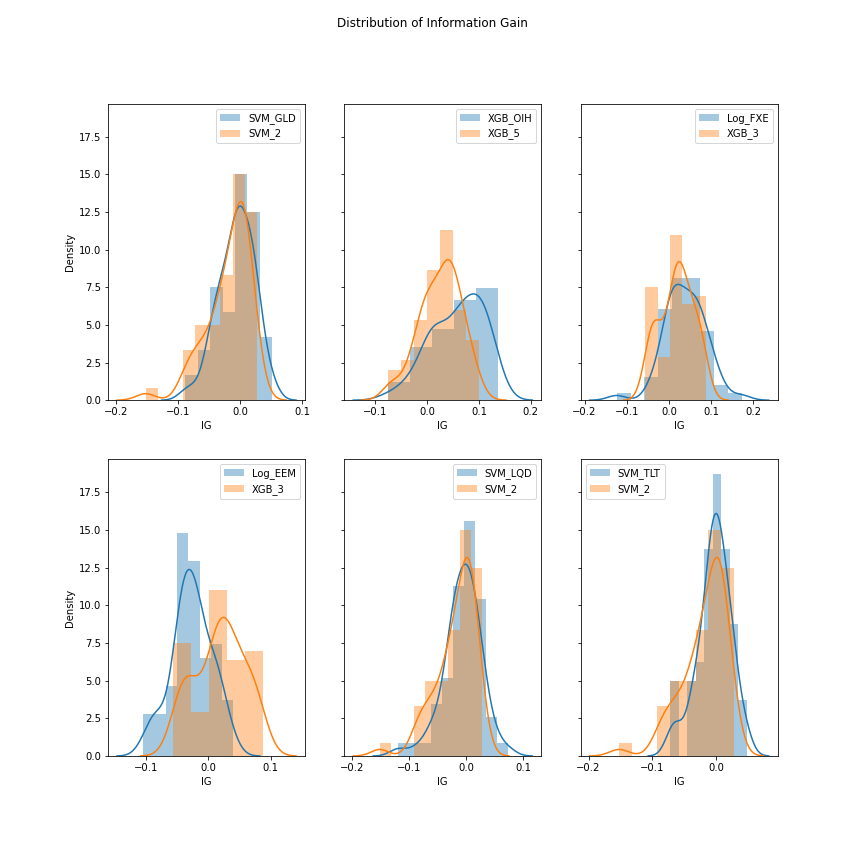 Distribution of Information Gain
SVM_GLD
SVM_2
17.5
15.0
12.5
10.0
7.5
5.0
2.5
0.0
Density
−0.2 −0.1 0.0 0.1
IG
XGB_OIH
XGB_5
−0.1 0.0 0.1 0.2
IG
Log_FXE
XGB_3
−0.2 −0.1 0.0 0.1 0.2
IG
Log_EEM
XGB_3
17.5
15.0
12.5
10.0
7.5
5.0
2.5
0.0
Density
−0.1 0.0 0.1
IG
SVM_LQD
SVM_2
−0.2 −0.1 0.0 0.1
IG
SVM_TLT
SVM_2
−0.2 −0.1 0.0
IG